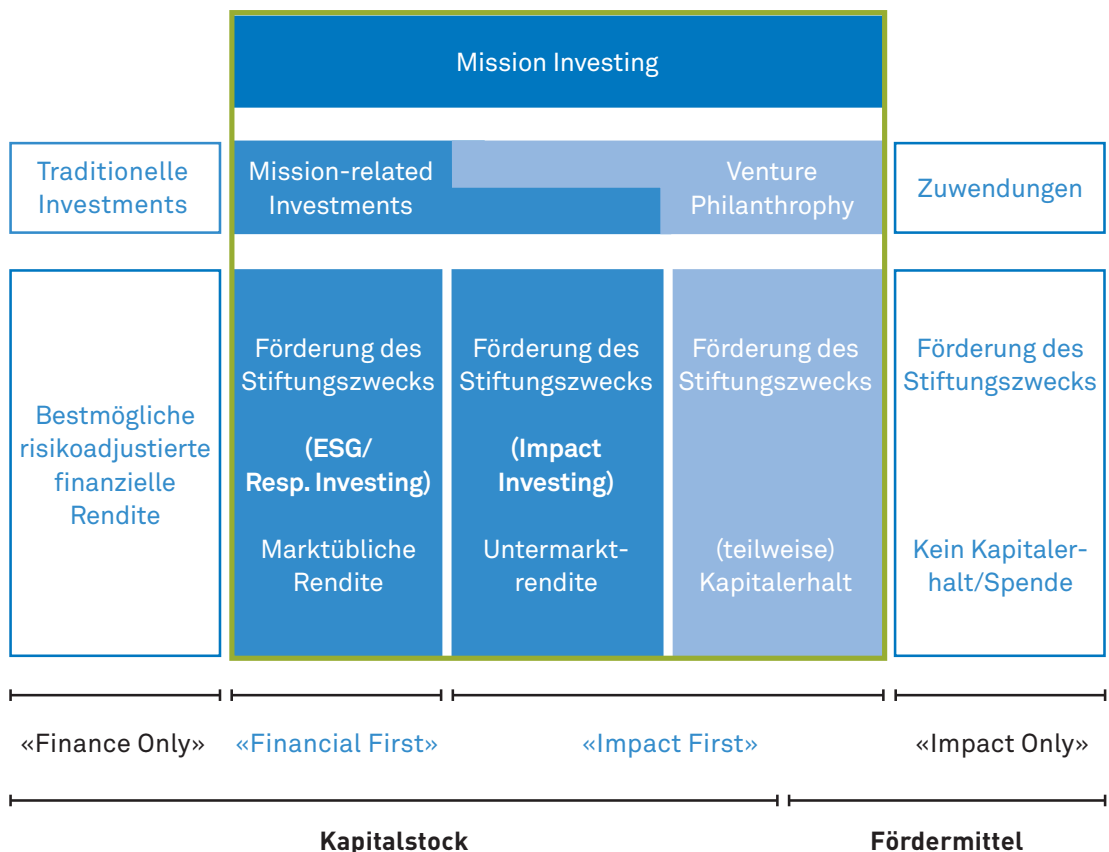 Mission Investing
Traditionelle
Investments
Mission-related
Investments
Venture
Philanthrophy
Zuwendungen
Bestmögliche
risikoadjustierte
finanzielle
Rendite
Förderung des
Stiftungszwecks
(ESG/
Resp. Investing)
Marktübliche
Rendite
Förderung des
Stiftungszwecks
(Impact
Investing)
Untermarkt-
rendite
Förderung des
Stiftungszwecks
(teilweise)
Kapitalerhalt
Förderung des
Stiftungszwecks
Kein Kapitaler-
halt/Spende
«Finance Only»
«Financial First»
«Impact First»
«Impact Only»
Kapitalstock
Fördermittel